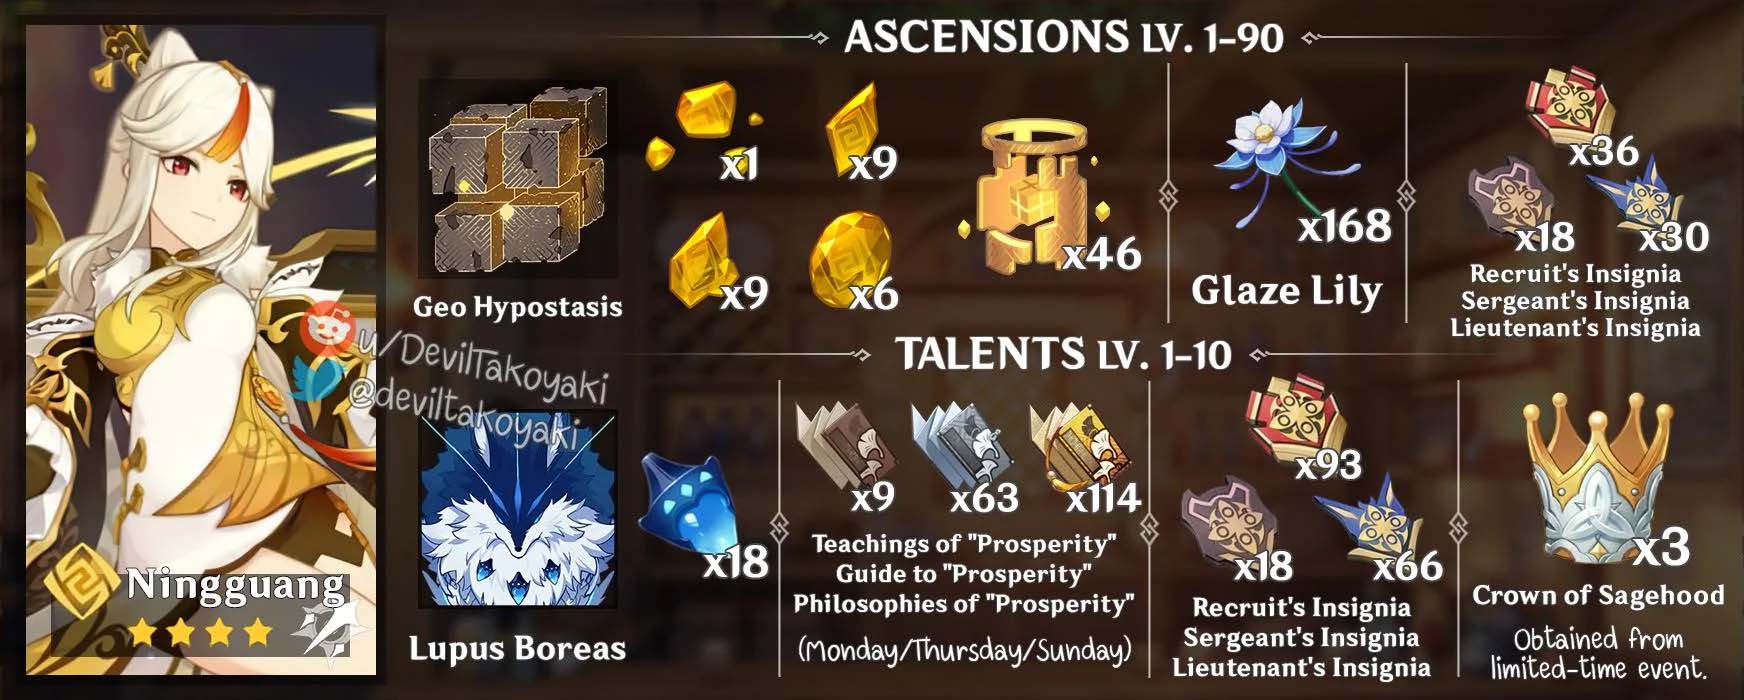 ASCENSIONS LV. 1-90
x1
x9
x9
x6
x46
Geo Hypostasis
x168
Glaze Lily
x36
x18
x30
Recruit's Insignia
Sergeant's Insignia
Lieutenant's Insignia
u/DevilTakoyaki
@deviltakoyaki
TALENTS LV. 1-10
x18
Lupus Boreas
x9
x63
x114
Teachings of "Prosperity"
Guide to "Prosperity"
Philosophies of "Prosperity"
(Monday/Thursday/Sunday)
x93
x18
x66
Recruit's Insignia
Sergeant's Insignia
Lieutenant's Insignia
x3
Crown of Sagehood
Obtained from
limited-time event.
Ningguang